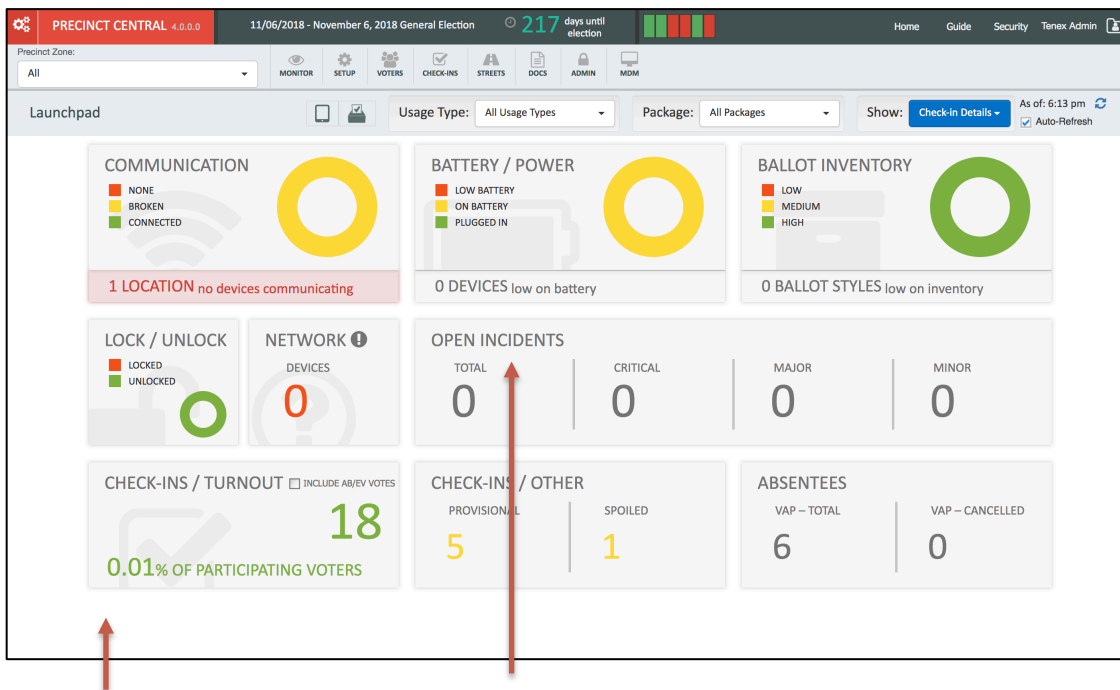 PRECINCT CENTRAL 4.0.0.0
11/06/2018 - November 6, 2018 General Election
217 days until election
Home Guide Security Tenex Admin
Precinct Zone:
All
MONITOR SETUP VOTERS CHECK-INS STREETS DOCS ADMIN MDM
Launchpad
Usage Type: All Usage Types
Package: All Packages
Show: Check-in Details
As of: 6:13 pm
Auto-Refresh
COMMUNICATION
NONE
BROKEN
CONNECTED
1 LOCATION no devices communicating
BATTERY / POWER
LOW BATTERY
ON BATTERY
PLUGGED IN
0 DEVICES low on battery
BALLOT INVENTORY
LOW
MEDIUM
HIGH
0 BALLOT STYLES low on inventory
LOCK / UNLOCK
LOCKED
UNLOCKED
NETWORK
DEVICES
0
OPEN INCIDENTS
TOTAL CRITICAL MAJOR MINOR
0 0 0 0
CHECK-INS / TURNOUT INCLUDE AB/EV VOTES
18
0.01% OF PARTICIPATING VOTERS
CHECK-INS / OTHER
PROVISIONAL SPOILED
5 1
ABSENTEES
VAP – TOTAL VAP – CANCELLED
6 0